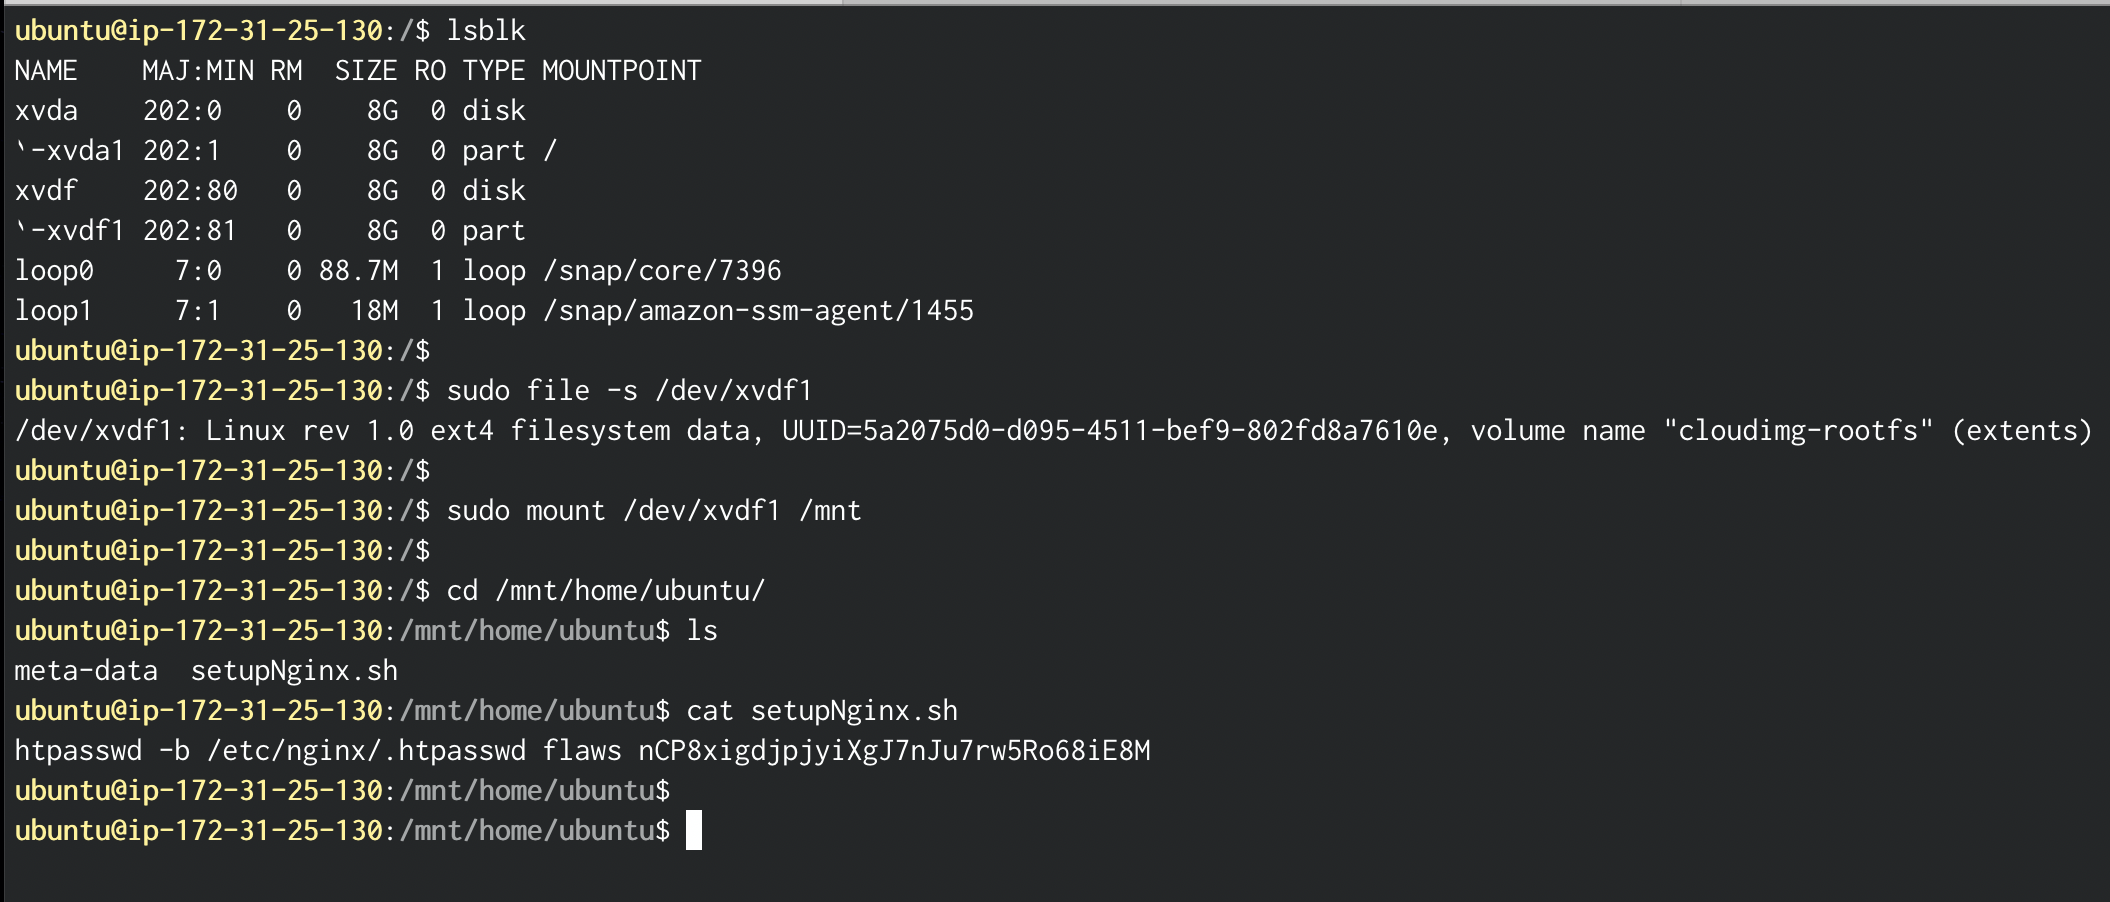 ubuntu@ip-172-31-25-130:/$ lsblk
NAME    MAJ:MIN RM  SIZE RO TYPE MOUNTPOINT
xvda    202:0    0    8G  0 disk
`-xvda1 202:1    0    8G  0 part /
xvdf    202:80   0    8G  0 disk
`-xvdf1 202:81   0    8G  0 part
loop0     7:0    0 88.7M  1 loop /snap/core/7396
loop1     7:1    0   18M  1 loop /snap/amazon-ssm-agent/1455
ubuntu@ip-172-31-25-130:/$
ubuntu@ip-172-31-25-130:/$ sudo file -s /dev/xvdf1
/dev/xvdf1: Linux rev 1.0 ext4 filesystem data, UUID=5a2075d0-d095-4511-bef9-802fd8a7610e, volume name "cloudimg-rootfs" (extents)
ubuntu@ip-172-31-25-130:/$
ubuntu@ip-172-31-25-130:/$ sudo mount /dev/xvdf1 /mnt
ubuntu@ip-172-31-25-130:/$
ubuntu@ip-172-31-25-130:/$ cd /mnt/home/ubuntu/
ubuntu@ip-172-31-25-130:/mnt/home/ubuntu$ ls
meta-data  setupNginx.sh
ubuntu@ip-172-31-25-130:/mnt/home/ubuntu$ cat setupNginx.sh
htpasswd -b /etc/nginx/.htpasswd flaws nCP8xigdjpjyiXgJ7nJu7rw5Ro68iE8M
ubuntu@ip-172-31-25-130:/mnt/home/ubuntu$
ubuntu@ip-172-31-25-130:/mnt/home/ubuntu$